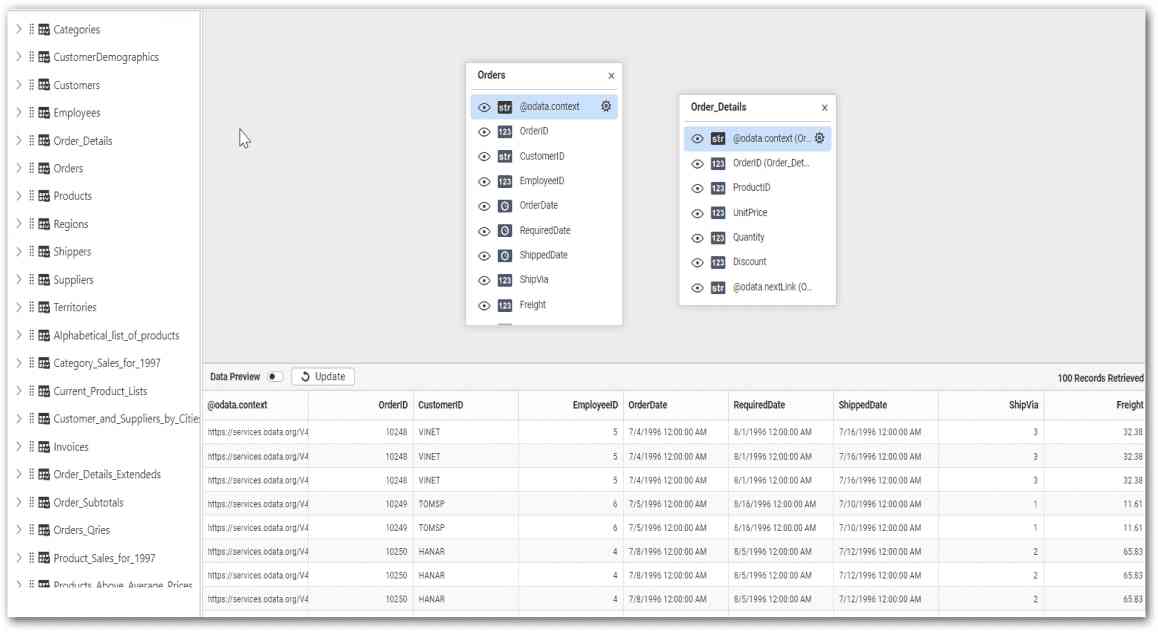 Categories
CustomerDemographics
Customers
Employees
Order_Details
Orders
Products
Regions
Shippers
Suppliers
Territories
Alphabetical_list_of_products
Category_Sales_for_1997
Current_Product_Lists
Customer_and_Suppliers_by_Cities
Invoices
Order_Details_Extendeds
Order_Subtotals
Orders_Qries
Product_Sales_for_1997
Products_Above_Average_Prices
Orders x
str @odata.context
123 OrderID
str CustomerID
123 EmployeeID
OrderDate
RequiredDate
ShippedDate
123 ShipVia
123 Freight
Order_Details x
str @odata.context (Or...
123 OrderID (Order_Det...
123 ProductID
123 UnitPrice
123 Quantity
123 Discount
str @odata.nextLink (O...
Data Preview Update 100 Records Retrieved
@odata.context OrderID CustomerID EmployeeID OrderDate RequiredDate ShippedDate ShipVia Freight
https://services.odata.org/V4 10248 VINET 5 7/4/1996 12:00:00 AM 8/1/1996 12:00:00 AM 7/16/1996 12:00:00 AM 3 32.38
https://services.odata.org/V4 10248 VINET 5 7/4/1996 12:00:00 AM 8/1/1996 12:00:00 AM 7/16/1996 12:00:00 AM 3 32.38
https://services.odata.org/V4 10248 VINET 5 7/4/1996 12:00:00 AM 8/1/1996 12:00:00 AM 7/16/1996 12:00:00 AM 3 32.38
https://services.odata.org/V4 10249 TOMSP 6 7/5/1996 12:00:00 AM 8/16/1996 12:00:00 AM 7/10/1996 12:00:00 AM 1 11.61
https://services.odata.org/V4 10249 TOMSP 6 7/5/1996 12:00:00 AM 8/16/1996 12:00:00 AM 7/10/1996 12:00:00 AM 1 11.61
https://services.odata.org/V4 10250 HANAR 4 7/8/1996 12:00:00 AM 8/5/1996 12:00:00 AM 7/12/1996 12:00:00 AM 2 65.83
https://services.odata.org/V4 10250 HANAR 4 7/8/1996 12:00:00 AM 8/5/1996 12:00:00 AM 7/12/1996 12:00:00 AM 2 65.83
https://services.odata.org/V4 10250 HANAR 4 7/8/1996 12:00:00 AM 8/5/1996 12:00:00 AM 7/12/1996 12:00:00 AM 2 65.83